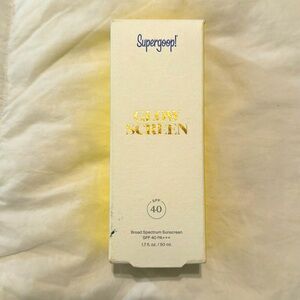 Supergoop!
GLOW
SCREEN
SPF
40
Broad Spectrum Sunscreen
SPF 40 PA+++
1.7 fl. oz. / 50 ml.